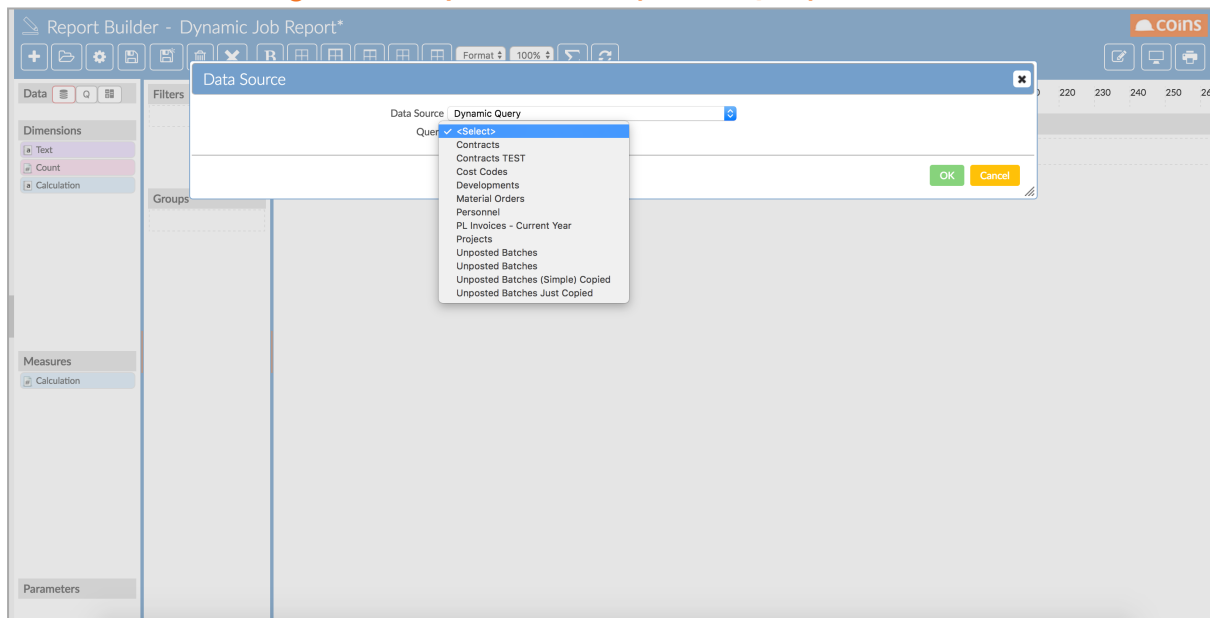 Report Builder - Dynamic Job Report*
coins
B
Format
100%
Data
Q
Filters
Data Source
220 230 240 250 26
Data Source Dynamic Query
Quer
<Select>
Contracts
Contracts TEST
Cost Codes
Developments
Material Orders
Personnel
PL Invoices - Current Year
Projects
Unposted Batches
Unposted Batches
Unposted Batches (Simple) Copied
Unposted Batches Just Copied
OK Cancel
Dimensions
a Text
# Count
a Calculation
Groups
Measures
# Calculation
Parameters